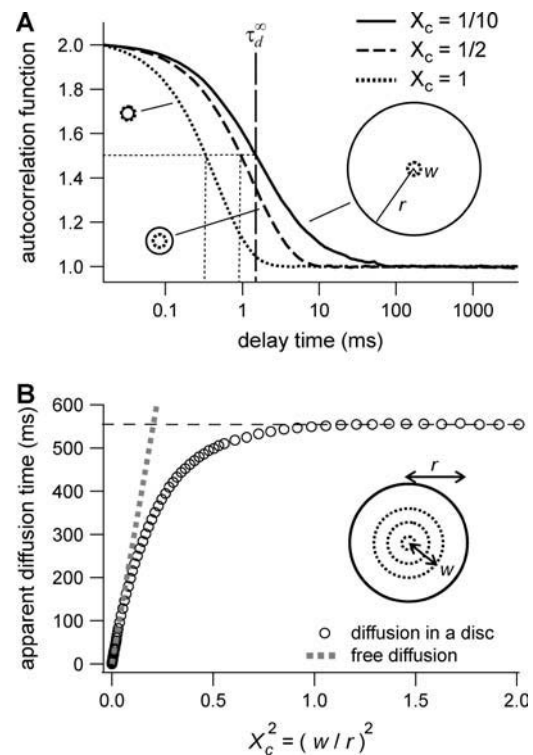 A
τ_d^∞
X_c = 1/10
X_c = 1/2
X_c = 1
autocorrelation function
2.0
1.8
1.6
1.4
1.2
1.0
w
r
0.1
1
10
100
1000
delay time (ms)
B
apparent diffusion time (ms)
600
500
400
300
200
100
0
r
w
diffusion in a disc
free diffusion
0.0
0.5
1.0
1.5
2.0
X_c^2 = (w / r)^2